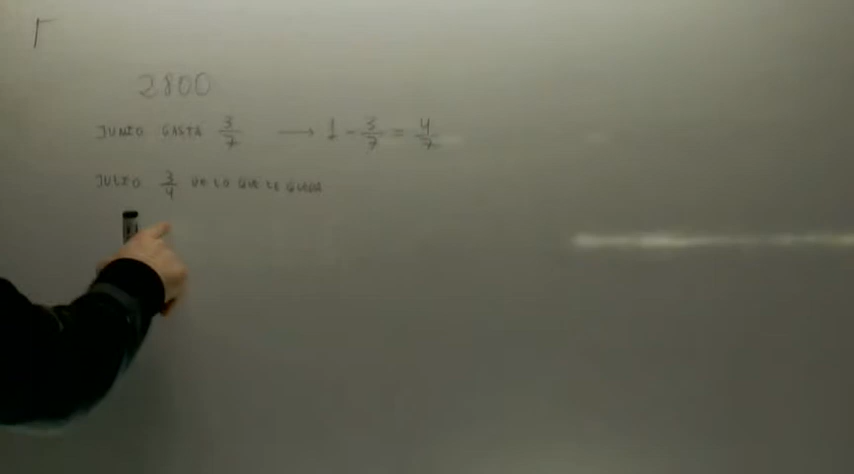 2800
JUNIO GASTA 3/7 → 1 - 3/7 = 4/7
JULIO 3/4 DE LO QUE LE QUEDA